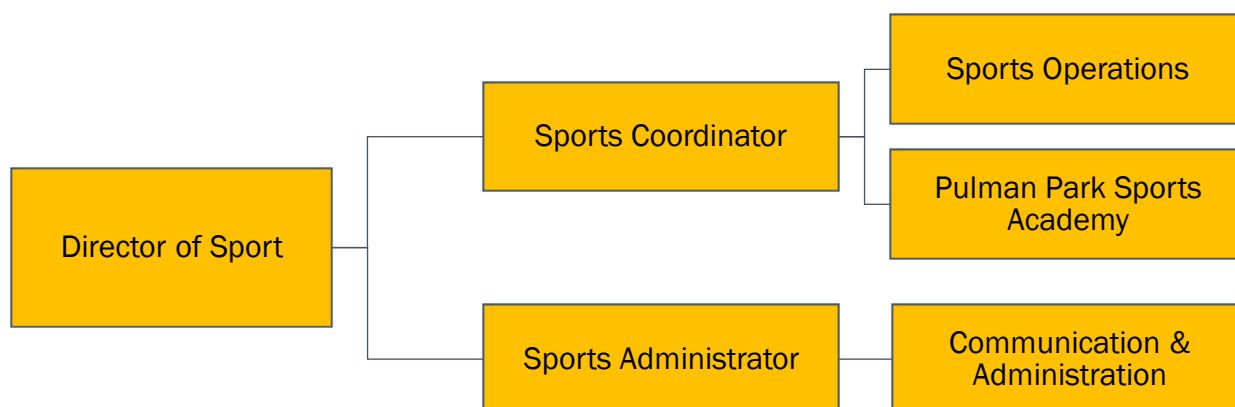 Director of Sport
Sports Coordinator
Sports Operations
Pulman Park Sports
Academy
Sports Administrator
Communication &
Administration